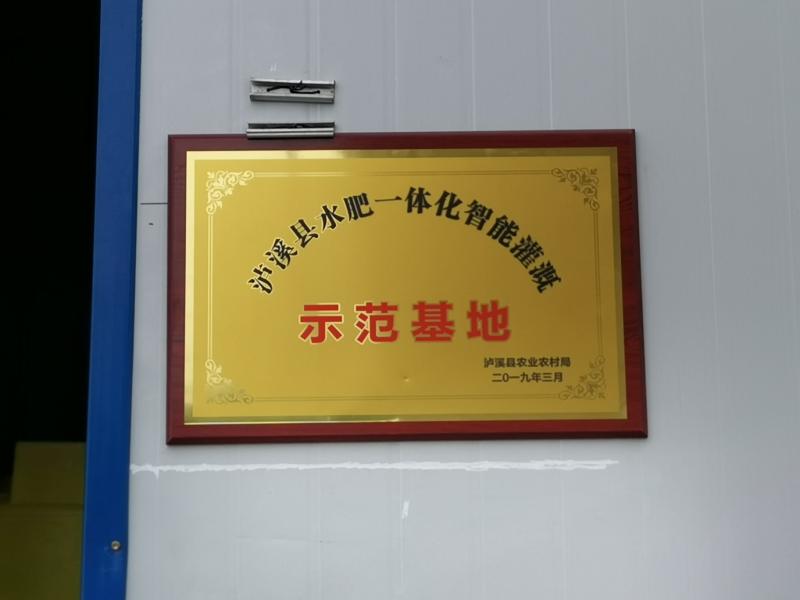 泸溪县水肥一体化智能灌溉
示范基地
泸溪县农业农村局
二0一九年三月